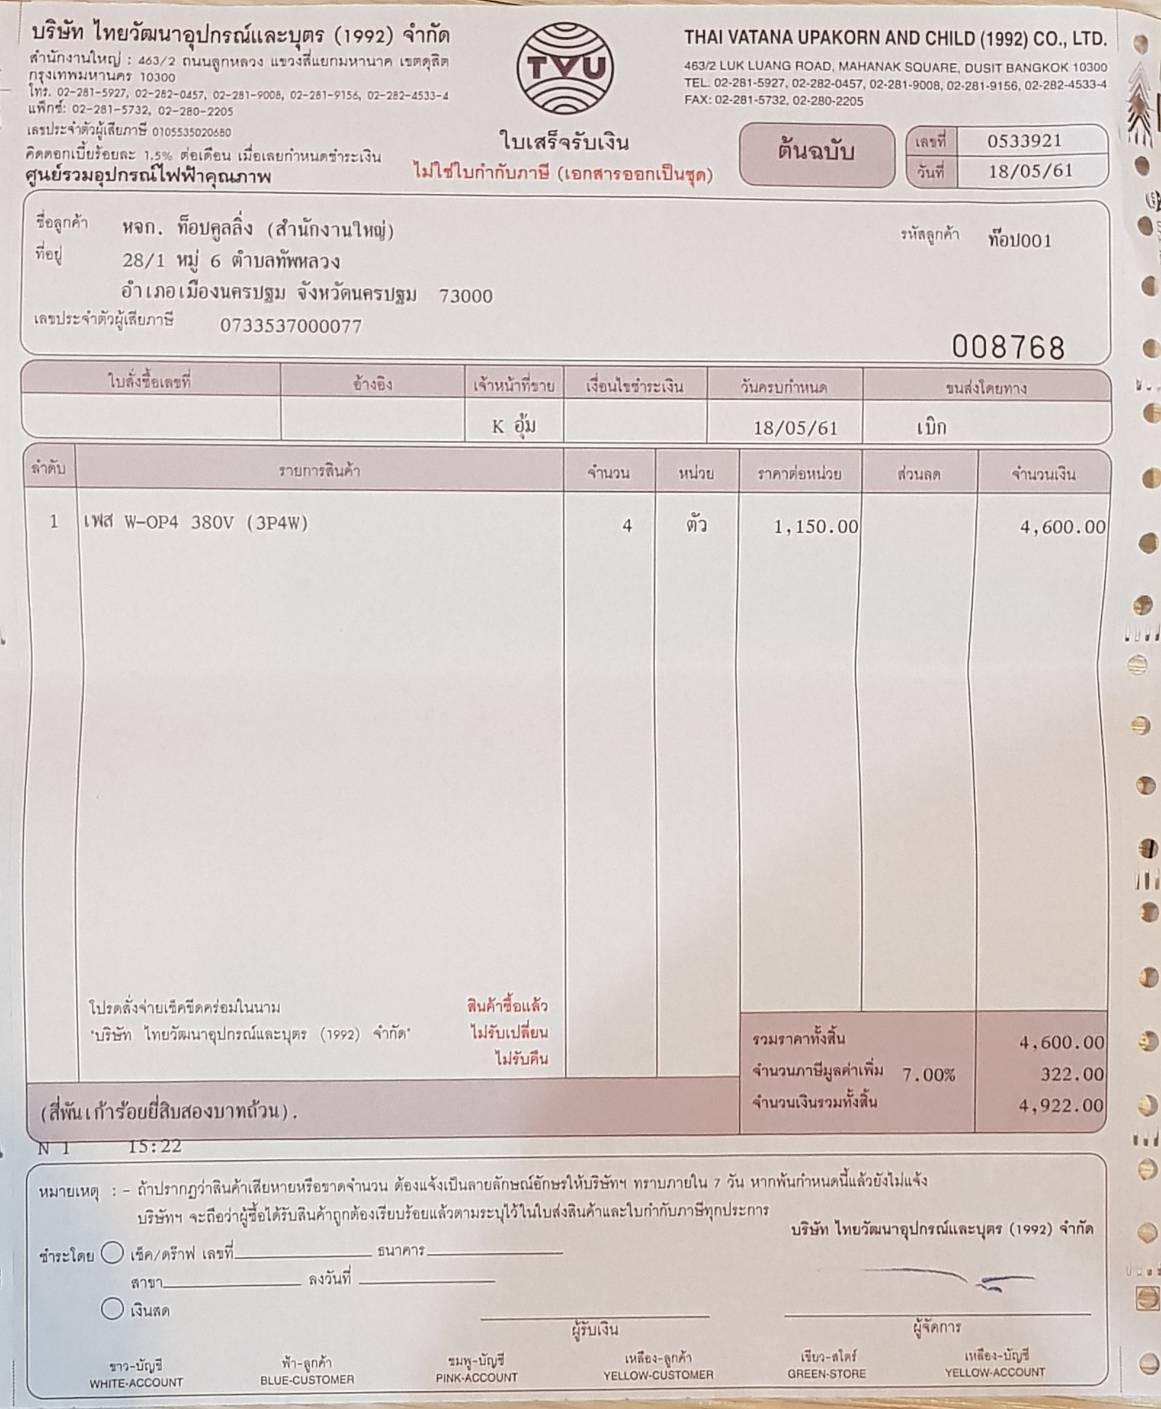 บริษัท ไทยวัฒนาอุปกรณ์และบุตร (1992) จำกัด
สำนักงานใหญ่ : 463/2 ถนนลูกหลวง แขวงสี่แยกมหานาค เขตดุสิต
กรุงเทพมหานคร 10300
โทร. 02-281-5927, 02-282-0457, 02-281-9008, 02-281-9156, 02-282-4533-4
แฟ็กซ์: 02-281-5732, 02-280-2205
เลขประจำตัวผู้เสียภาษี 0105535020680
คิดดอกเบี้ยร้อยละ 1.5% ต่อเดือน เมื่อเลยกำหนดชำระเงิน
ศูนย์รวมอุปกรณ์ไฟฟ้าคุณภาพ
TVU
ใบเสร็จรับเงิน
ไม่ใช่ใบกำกับภาษี (เอกสารออกเป็นชุด)
THAI VATANA UPAKORN AND CHILD (1992) CO., LTD.
463/2 LUK LUANG ROAD, MAHANAK SQUARE, DUSIT BANGKOK 10300
TEL. 02-281-5927, 02-282-0457, 02-281-9008, 02-281-9156, 02-282-4533-4
FAX: 02-281-5732, 02-280-2205
ต้นฉบับ
เลขที่ 0533921
วันที่ 18/05/61
ชื่อลูกค้า หจก. ท็อปคูลลิ่ง (สำนักงานใหญ่)
รหัสลูกค้า ท๊อป001
ที่อยู่ 28/1 หมู่ 6 ตำบลทัพหลวง
อำเภอเมืองนครปฐม จังหวัดนครปฐม 73000
เลขประจำตัวผู้เสียภาษี 0733537000077
008768
ใบสั่งซื้อเลขที่ อ้างอิง เจ้าหน้าที่ขาย เงื่อนไขชำระเงิน วันครบกำหนด ขนส่งโดยทาง
K อุ้ม 18/05/61 เบิก
ลำดับ รายการสินค้า จำนวน หน่วย ราคาต่อหน่วย ส่วนลด จำนวนเงิน
1 เฟส W-OP4 380V (3P4W) 4 ตัว 1,150.00 4,600.00
โปรดสั่งจ่ายเช็คขีดคร่อมในนาม
"บริษัท ไทยวัฒนาอุปกรณ์และบุตร (1992) จำกัด"
สินค้าซื้อแล้ว
ไม่รับเปลี่ยน
ไม่รับคืน
รวมราคาทั้งสิ้น 4,600.00
จำนวนภาษีมูลค่าเพิ่ม 7.00% 322.00
จำนวนเงินรวมทั้งสิ้น 4,922.00
(สี่พันเก้าร้อยยี่สิบสองบาทถ้วน).
N 1 15:22
หมายเหตุ : - ถ้าปรากฏว่าสินค้าเสียหายหรือขาดจำนวน ต้องแจ้งเป็นลายลักษณ์อักษรให้บริษัทฯ ทราบภายใน 7 วัน หากพ้นกำหนดนี้แล้วยังไม่แจ้ง
บริษัทฯ จะถือว่าผู้ซื้อได้รับสินค้าถูกต้องเรียบร้อยแล้วตามระบุไว้ในใบส่งสินค้าและใบกำกับภาษีทุกประการ
บริษัท ไทยวัฒนาอุปกรณ์และบุตร (1992) จำกัด
ชำระโดย เช็ค/ดร๊าฟ เลขที่ ธนาคาร
สาขา ลงวันที่
เงินสด
ผู้รับเงิน ผู้จัดการ
ขาว-บัญชี ฟ้า-ลูกค้า ชมพู-บัญชี เหลือง-ลูกค้า เขียว-สโตร์ เหลือง-บัญชี
WHITE-ACCOUNT BLUE-CUSTOMER PINK-ACCOUNT YELLOW-CUSTOMER GREEN-STORE YELLOW-ACCOUNT